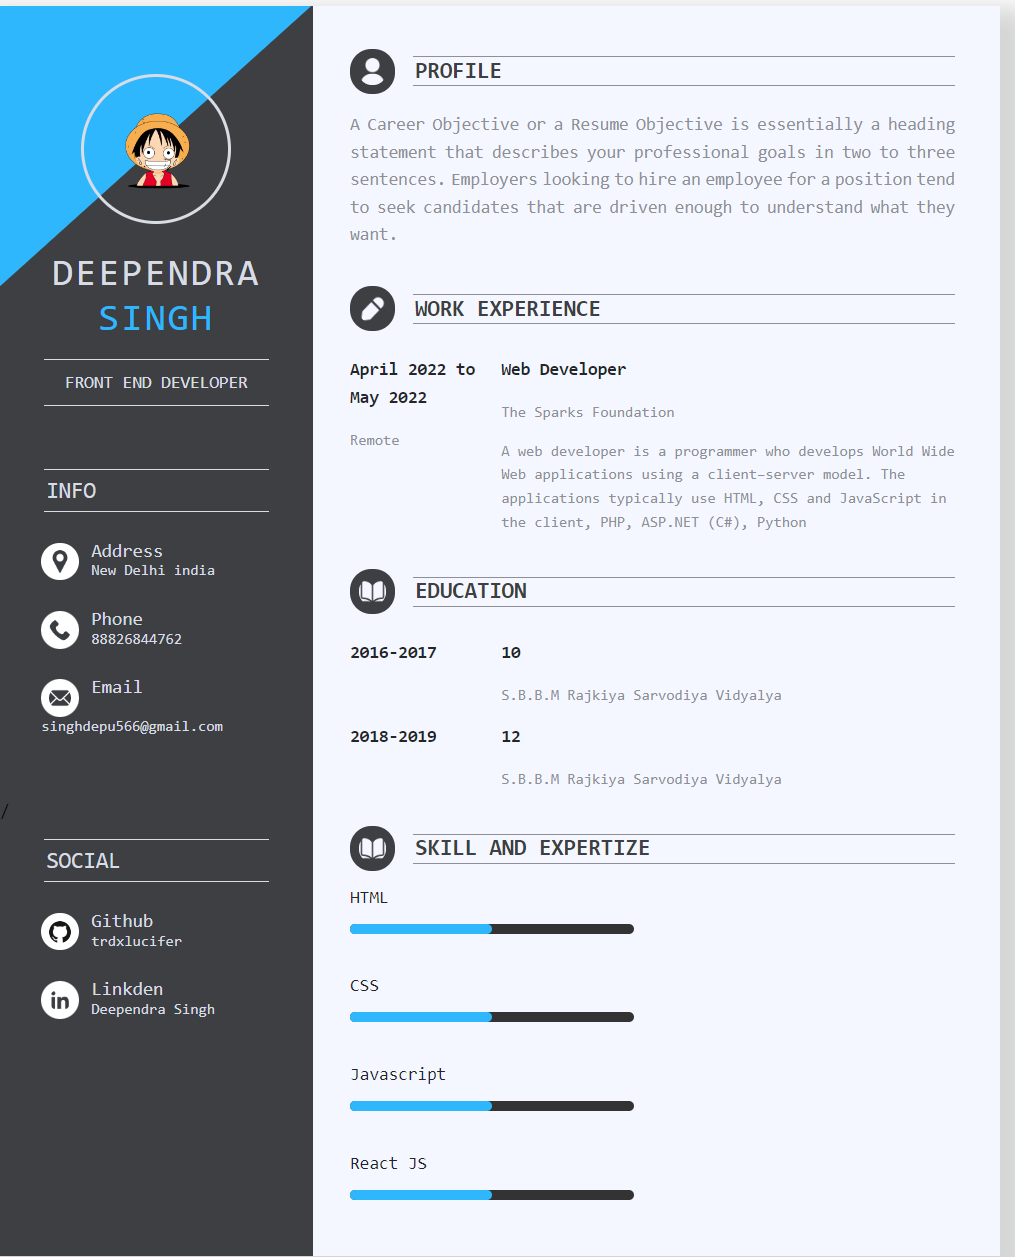 DEEPENDRA
SINGH
FRONT END DEVELOPER
INFO
Address
New Delhi india
Phone
88826844762
Email
singhdepu566@gmail.com
/
SOCIAL
Github
trdxlucifer
Linkden
Deependra Singh
PROFILE
A Career Objective or a Resume Objective is essentially a heading
statement that describes your professional goals in two to three
sentences. Employers looking to hire an employee for a position tend
to seek candidates that are driven enough to understand what they
want.
WORK EXPERIENCE
April 2022 to
May 2022
Remote
Web Developer
The Sparks Foundation
A web developer is a programmer who develops World Wide
Web applications using a client–server model. The
applications typically use HTML, CSS and JavaScript in
the client, PHP, ASP.NET (C#), Python
EDUCATION
2016-2017 10
S.B.B.M Rajkiya Sarvodiya Vidyalya
2018-2019 12
S.B.B.M Rajkiya Sarvodiya Vidyalya
SKILL AND EXPERTIZE
HTML
CSS
Javascript
React JS